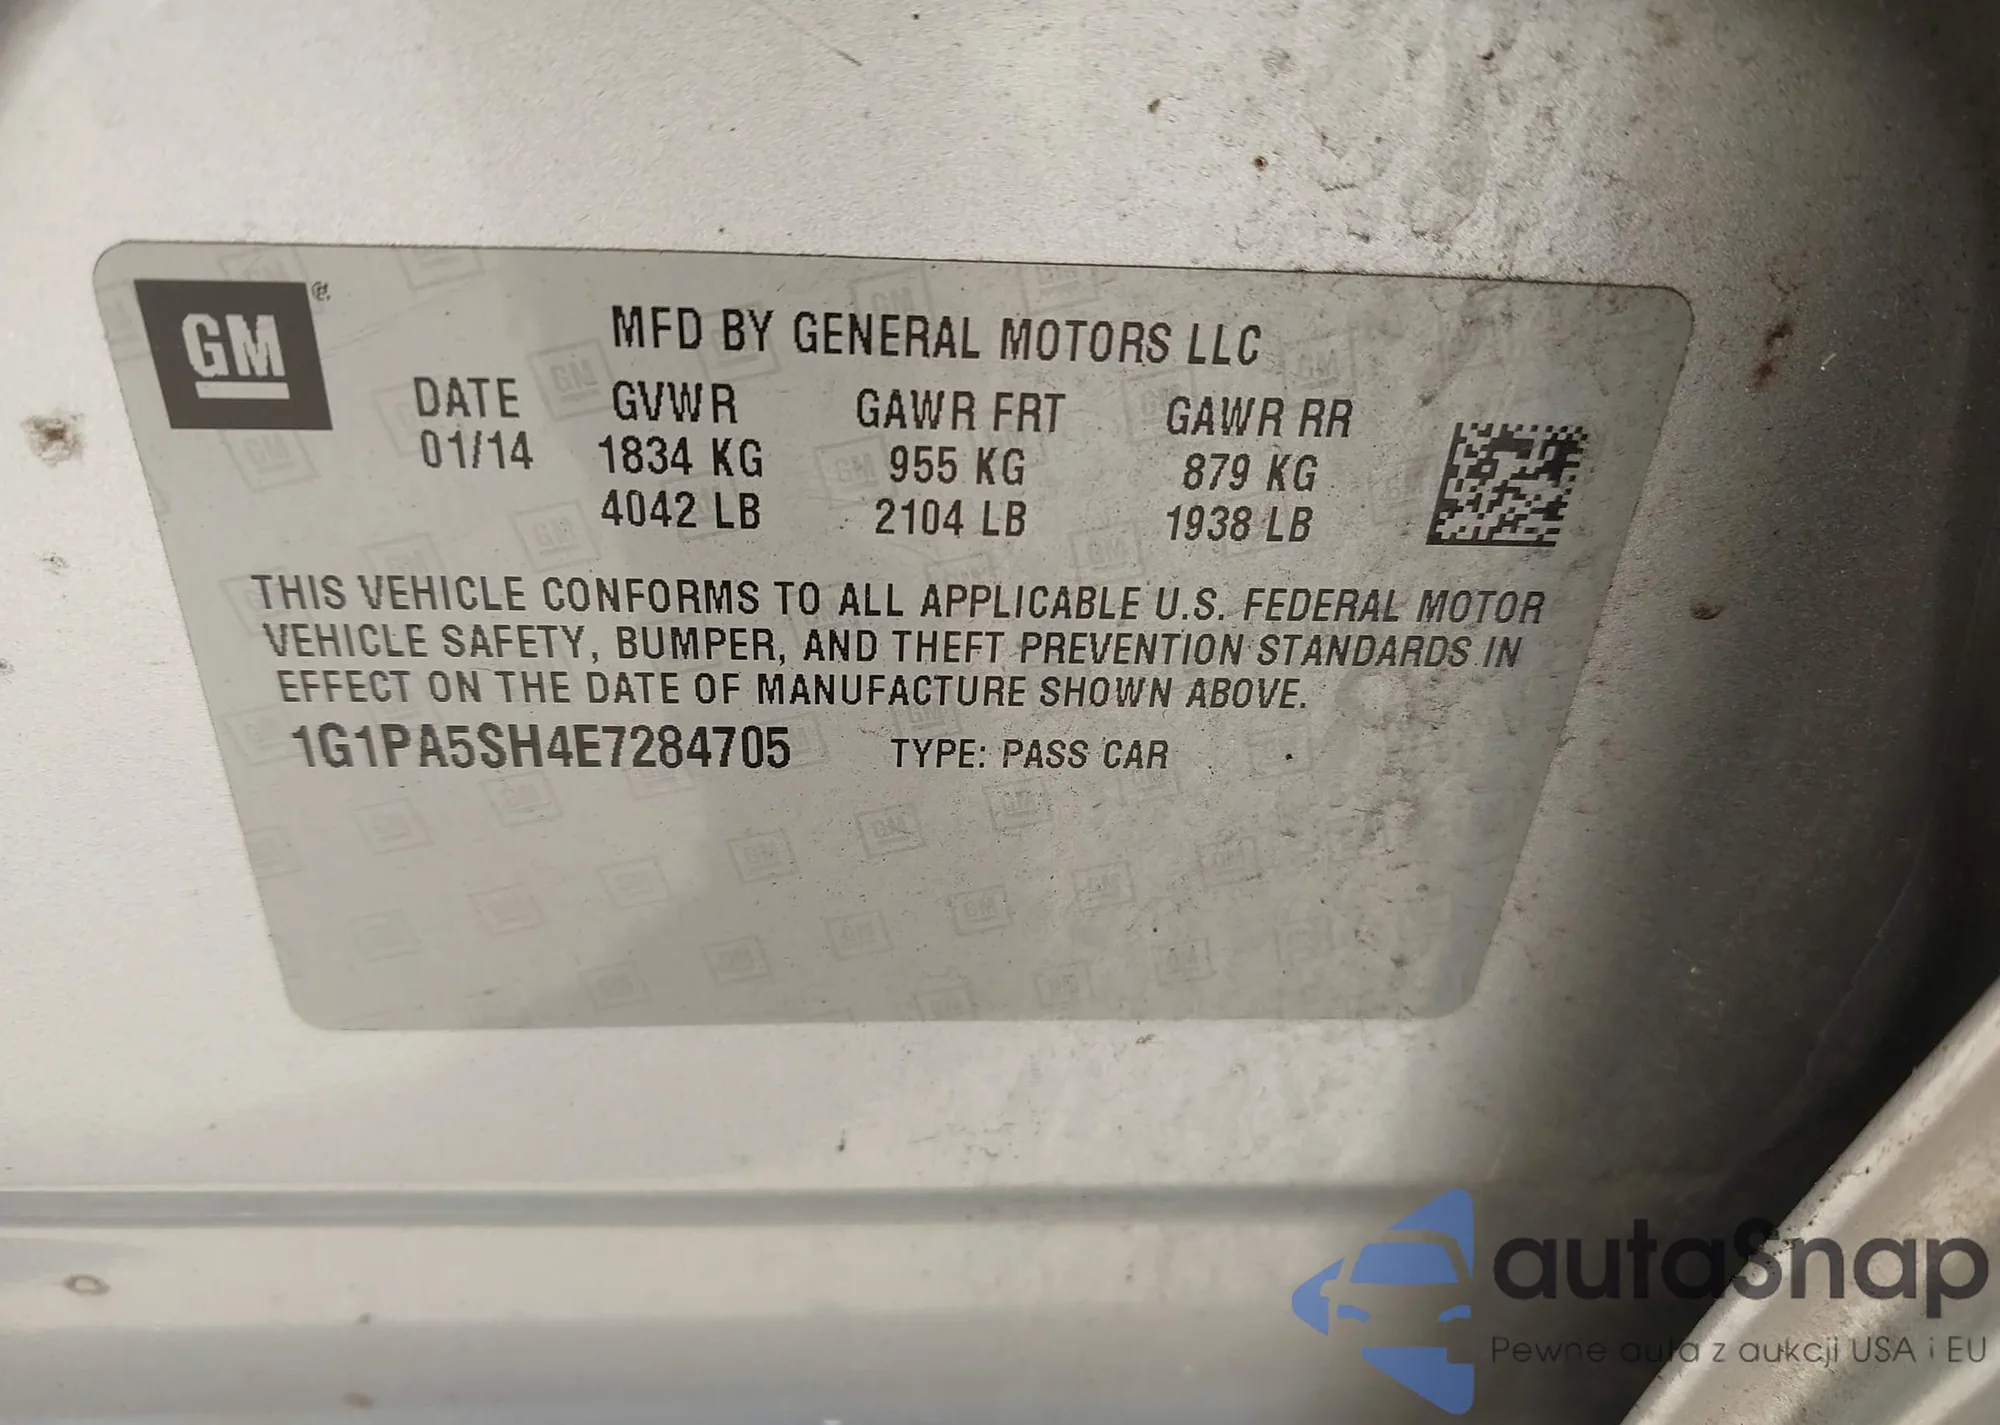 GM
MFD BY GENERAL MOTORS LLC
DATE GVWR GAWR FRT GAWR RR
01/14 1834 KG 955 KG 879 KG
4042 LB 2104 LB 1938 LB
THIS VEHICLE CONFORMS TO ALL APPLICABLE U.S. FEDERAL MOTOR
VEHICLE SAFETY, BUMPER, AND THEFT PREVENTION STANDARDS IN
EFFECT ON THE DATE OF MANUFACTURE SHOWN ABOVE.
1G1PA5SH4E7284705 TYPE: PASS CAR
autaSnap
Pewne auta z aukcji USA i EU